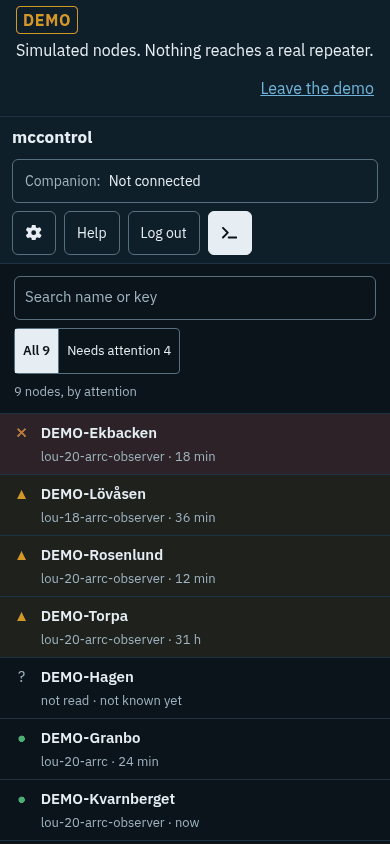 DEMO
Simulated nodes. Nothing reaches a real repeater.
Leave the demo
mccontrol
Companion: Not connected
Help
Log out
Search name or key
All 9
Needs attention 4
9 nodes, by attention
DEMO-Ekbacken
lou-20-arrc-observer · 18 min
DEMO-Lövåsen
lou-18-arrc-observer · 36 min
DEMO-Rosenlund
lou-20-arrc-observer · 12 min
DEMO-Torpa
lou-20-arrc-observer · 31 h
? DEMO-Hagen
not read · not known yet
DEMO-Granbo
lou-20-arrc · 24 min
DEMO-Kvarnberget
lou-20-arrc-observer · now